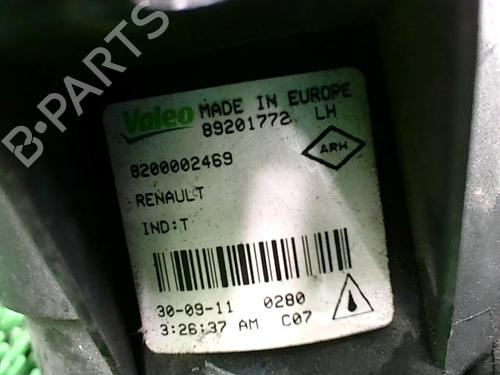 Valeo MADE IN EUROPE
89201772 LH
ARW
8200002469
RENAULT
IND:T
30-09-11 0280
3:26:37 AM C07
B-PARTS